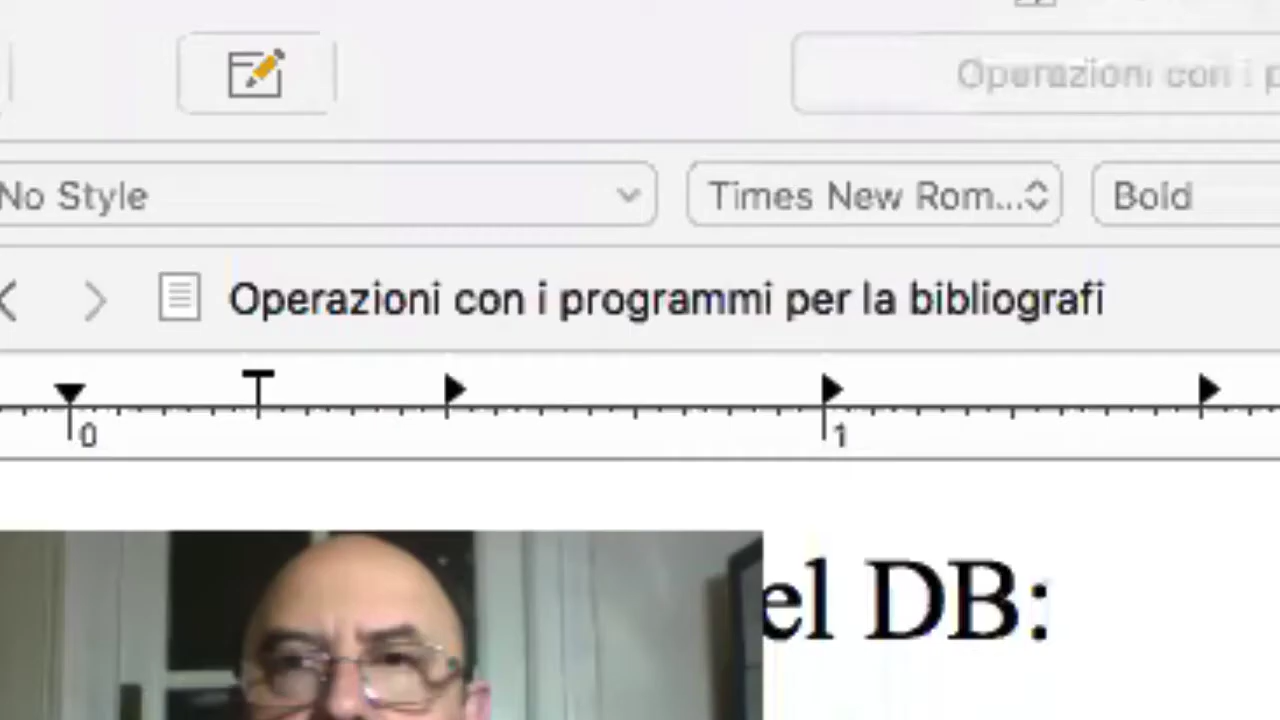 Operazioni con i p
No Style
Times New Rom...
Bold
Operazioni con i programmi per la bibliografi
0
1
el DB: